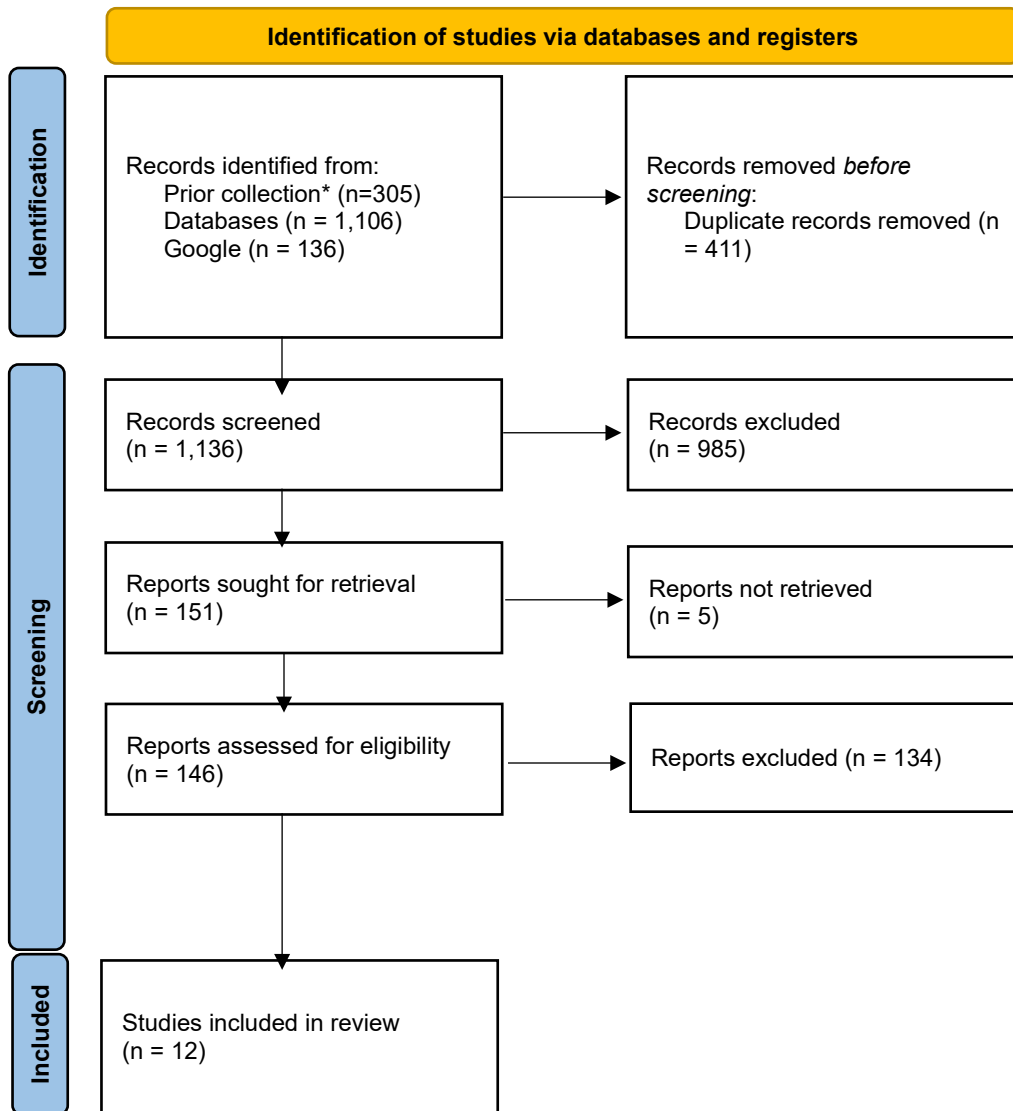 Identification of studies via databases and registers
Identification
Records identified from:
Prior collection* (n=305)
Databases (n = 1,106)
Google (n = 136)
Records removed before
screening:
Duplicate records removed (n
= 411)
Screening
Records screened
(n = 1,136)
Records excluded
(n = 985)
Reports sought for retrieval
(n = 151)
Reports not retrieved
(n = 5)
Reports assessed for eligibility
(n = 146)
Reports excluded (n = 134)
Included
Studies included in review
(n = 12)